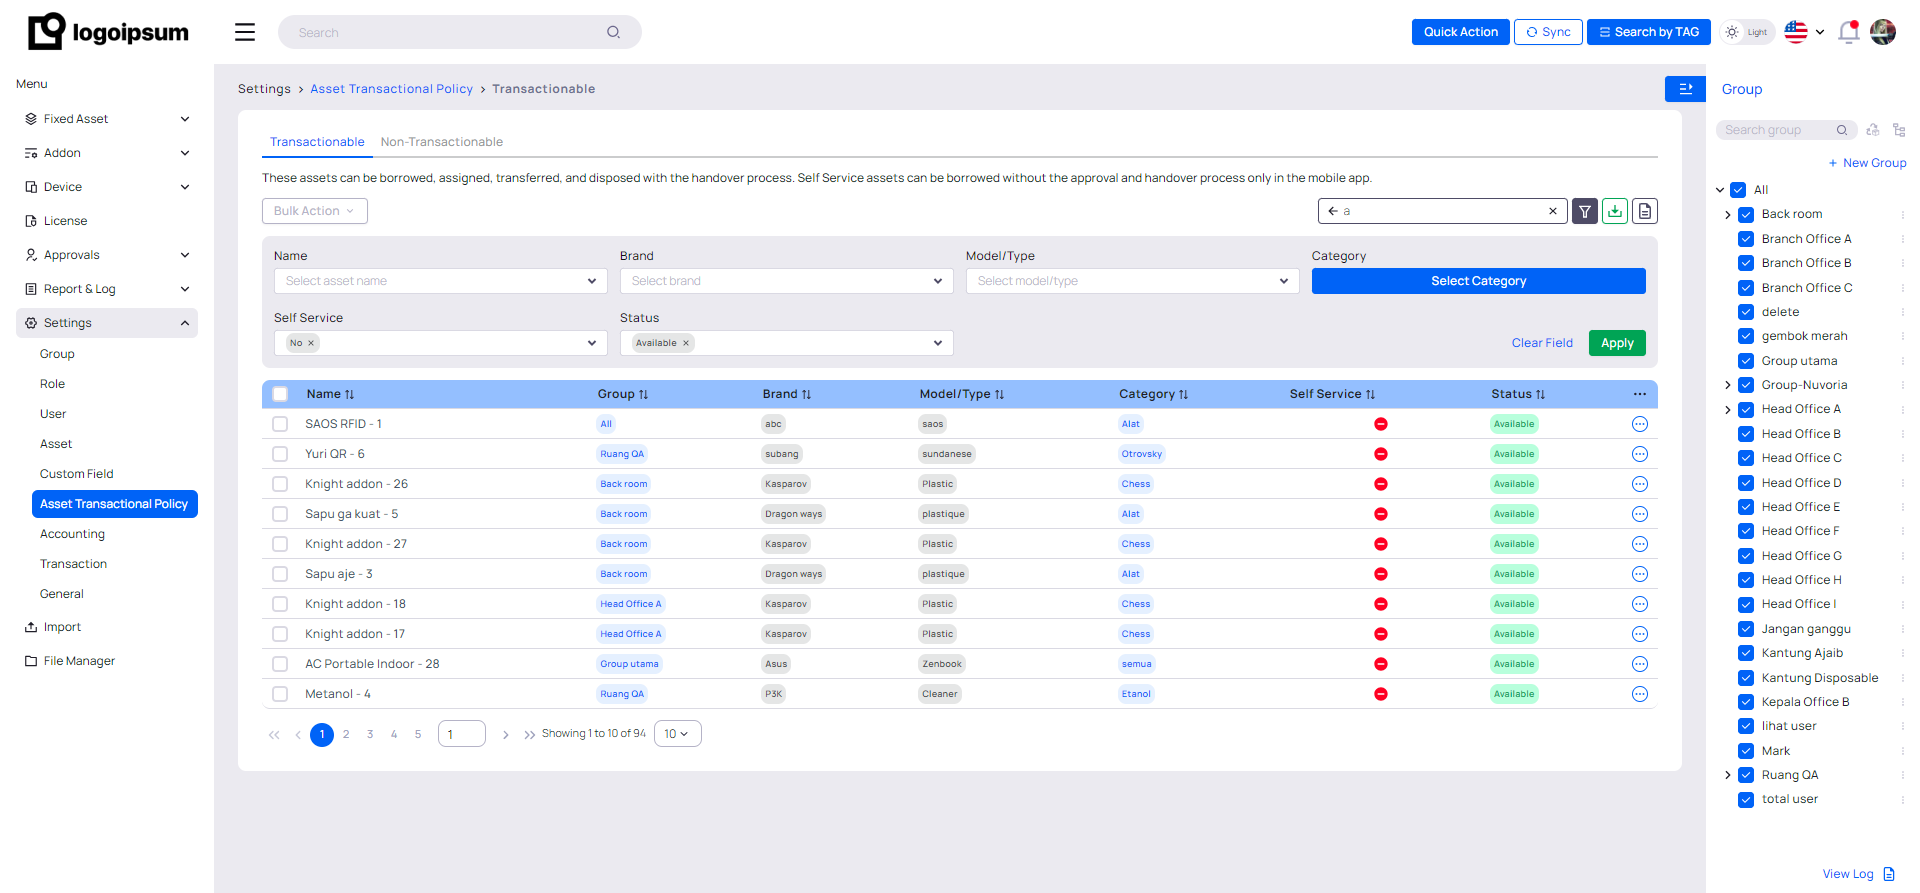 logoipsum
Search
Quick Action
Sync
Search by TAG
Light
Menu
Fixed Asset
Addon
Device
License
Approvals
Report & Log
Settings
Group
Role
User
Asset
Custom Field
Asset Transactional Policy
Accounting
Transaction
General
Import
File Manager
Settings > Asset Transactional Policy > Transactionable
Transactionable Non-Transactionable
These assets can be borrowed, assigned, transferred, and disposed with the handover process. Self Service assets can be borrowed without the approval and handover process only in the mobile app.
Bulk Action
a
Name Brand Model/Type Category
Select asset name Select brand Select model/type Select Category
Self Service Status
No Available Clear Field Apply
Name Group Brand Model/Type Category Self Service Status
SAOS RFID - 1 All abc saos Alat Available
Yuri QR - 6 Ruang QA subang sundanese Otrovsky Available
Knight addon - 26 Back room Kasparov Plastic Chess Available
Sapu ga kuat - 5 Back room Dragon ways plastique Alat Available
Knight addon - 27 Back room Kasparov Plastic Chess Available
Sapu aje - 3 Back room Dragon ways plastique Alat Available
Knight addon - 18 Head Office A Kasparov Plastic Chess Available
Knight addon - 17 Head Office A Kasparov Plastic Chess Available
AC Portable Indoor - 28 Group utama Asus Zenbook semua Available
Metanol - 4 Ruang QA P3K Cleaner Etanol Available
1 2 3 4 5 1 Showing 1 to 10 of 94 10
Group
Search group
+ New Group
All
Back room
Branch Office A
Branch Office B
Branch Office C
delete
gembok merah
Group utama
Group-Nuvoria
Head Office A
Head Office B
Head Office C
Head Office D
Head Office E
Head Office F
Head Office G
Head Office H
Head Office I
Jangan ganggu
Kantung Ajaib
Kantung Disposable
Kepala Office B
lihat user
Mark
Ruang QA
total user
View Log